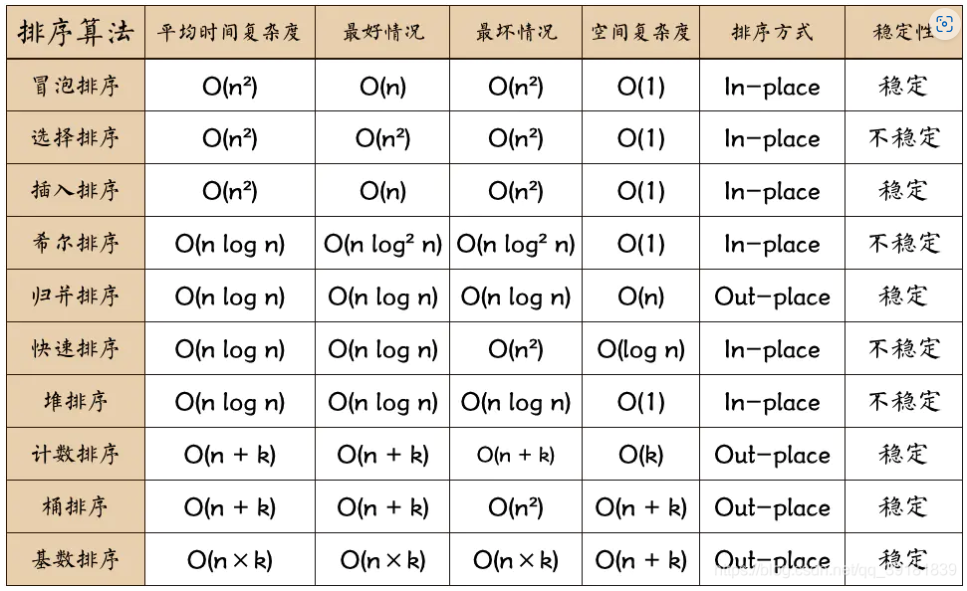 排序算法 平均时间复杂度 最好情况 最坏情况 空间复杂度 排序方式 稳定性
冒泡排序 O(n²) O(n) O(n²) O(1) In-place 稳定
选择排序 O(n²) O(n²) O(n²) O(1) In-place 不稳定
插入排序 O(n²) O(n) O(n²) O(1) In-place 稳定
希尔排序 O(n log n) O(n log² n) O(n log² n) O(1) In-place 不稳定
归并排序 O(n log n) O(n log n) O(n log n) O(n) Out-place 稳定
快速排序 O(n log n) O(n log n) O(n²) O(log n) In-place 不稳定
堆排序 O(n log n) O(n log n) O(n log n) O(1) In-place 不稳定
计数排序 O(n + k) O(n + k) O(n + k) O(k) Out-place 稳定
桶排序 O(n + k) O(n + k) O(n²) O(n + k) Out-place 稳定
基数排序 O(n×k) O(n×k) O(n×k) O(n + k) Out-place 稳定